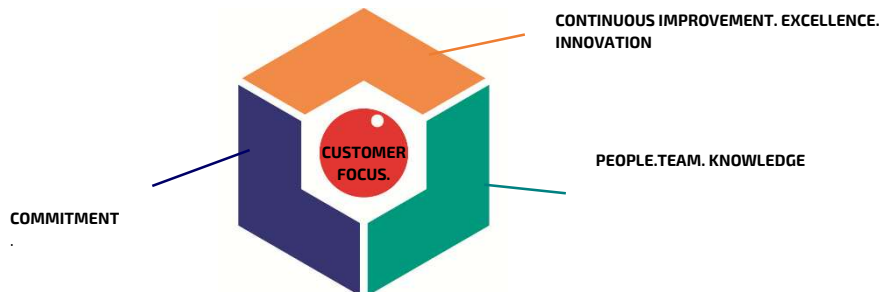 CONTINUOUS IMPROVEMENT. EXCELLENCE.
INNOVATION
CUSTOMER
FOCUS.
PEOPLE.TEAM. KNOWLEDGE
COMMITMENT
.